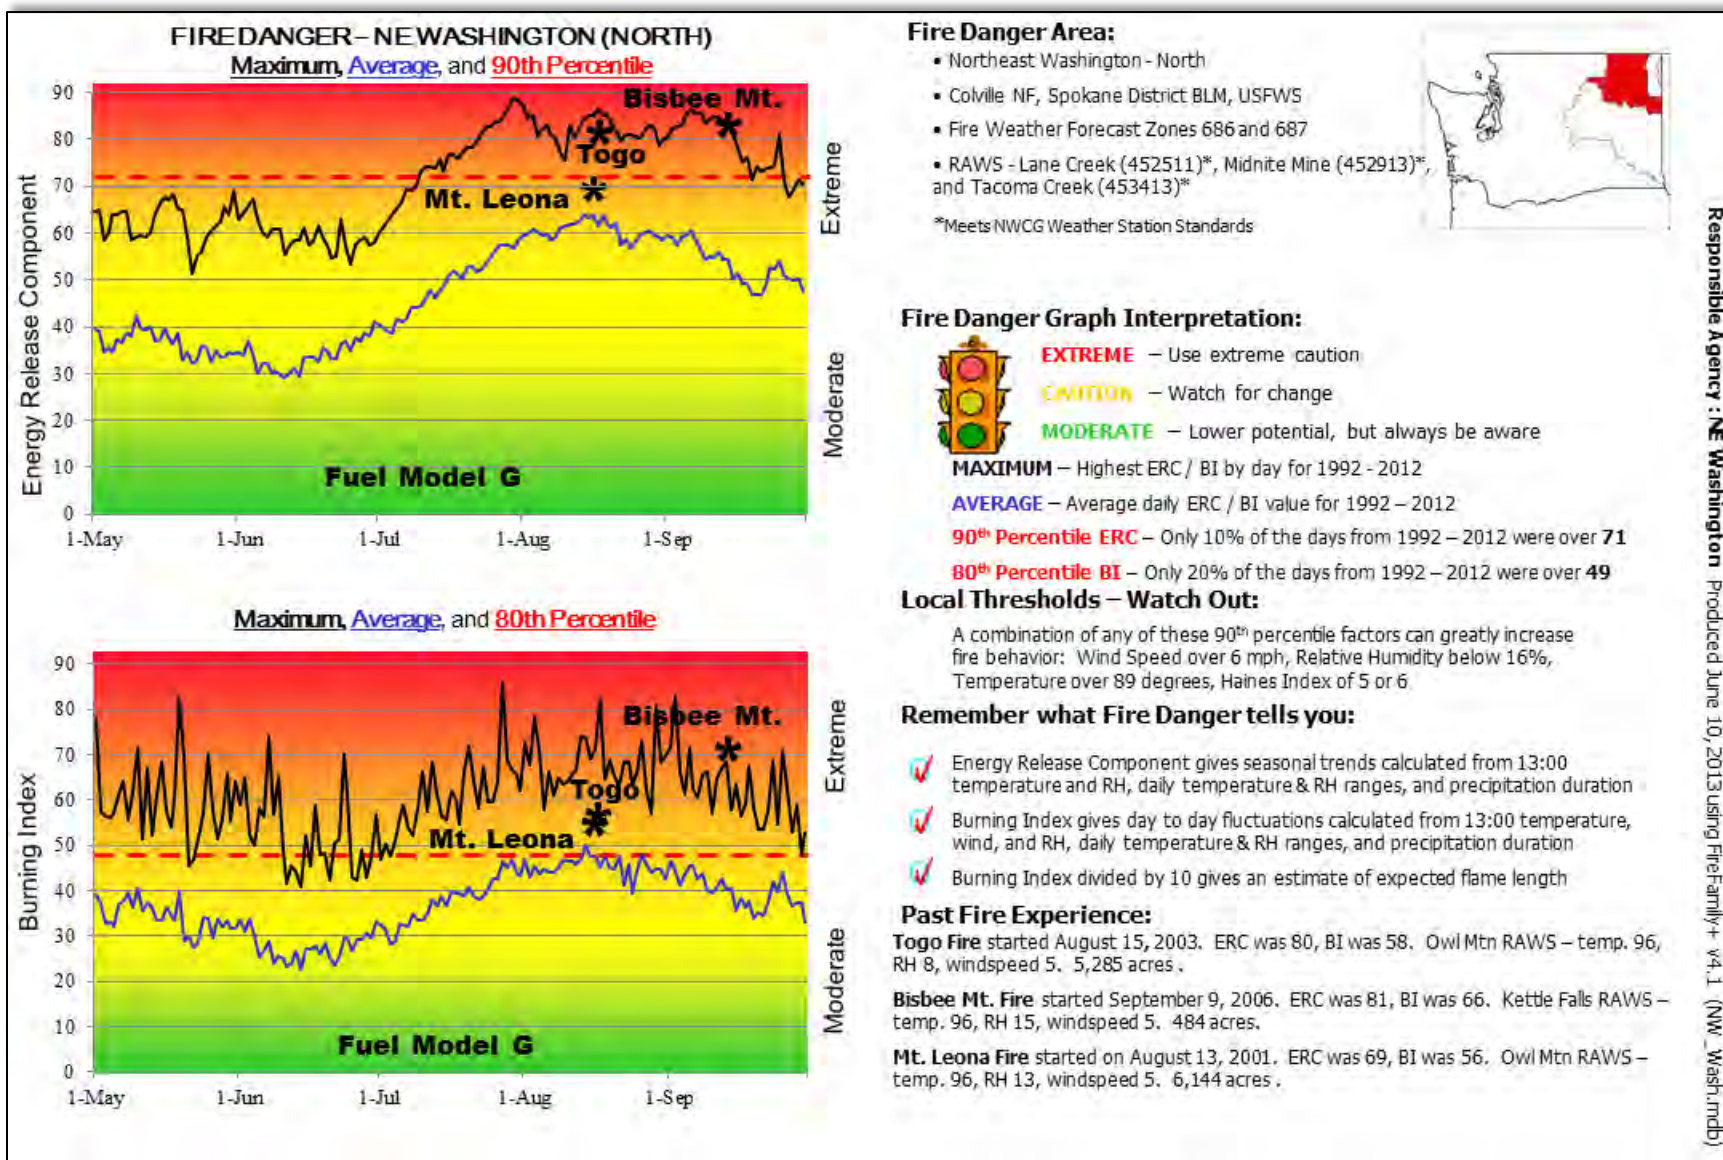 FIRE DANGER – NE WASHINGTON (NORTH)
Maximum, Average, and 90th Percentile
Energy Release Component
90
80
70
60
50
40
30
20
10
0
Bisbee Mt.
Togo
Mt. Leona
Fuel Model G
Extreme
Moderate
1-May
1-Jun
1-Jul
1-Aug
1-Sep
Maximum, Average, and 80th Percentile
Burning Index
90
80
70
60
50
40
30
20
10
0
Bisbee Mt.
Togo
Mt. Leona
Fuel Model G
Extreme
Moderate
1-May
1-Jun
1-Jul
1-Aug
1-Sep
Fire Danger Area:
• Northeast Washington - North
• Colville NF, Spokane District BLM, USFWS
• Fire Weather Forecast Zones 686 and 687
• RAWS - Lane Creek (452511)*, Midnite Mine (452913)*,
and Tacoma Creek (453413)*
*Meets NWCG Weather Station Standards
Fire Danger Graph Interpretation:
EXTREME – Use extreme caution
CAUTION – Watch for change
MODERATE – Lower potential, but always be aware
MAXIMUM – Highest ERC / BI by day for 1992 - 2012
AVERAGE – Average daily ERC / BI value for 1992 – 2012
90th Percentile ERC – Only 10% of the days from 1992 – 2012 were over 71
80th Percentile BI – Only 20% of the days from 1992 – 2012 were over 49
Local Thresholds – Watch Out:
A combination of any of these 90th percentile factors can greatly increase
fire behavior: Wind Speed over 6 mph, Relative Humidity below 16%,
Temperature over 89 degrees, Haines Index of 5 or 6
Remember what Fire Danger tells you:
Energy Release Component gives seasonal trends calculated from 13:00
temperature and RH, daily temperature & RH ranges, and precipitation duration
Burning Index gives day to day fluctuations calculated from 13:00 temperature,
wind, and RH, daily temperature & RH ranges, and precipitation duration
Burning Index divided by 10 gives an estimate of expected flame length
Past Fire Experience:
Togo Fire started August 15, 2003. ERC was 80, BI was 58. Owl Mtn RAWS – temp. 96,
RH 8, windspeed 5. 5,285 acres .
Bisbee Mt. Fire started September 9, 2006. ERC was 81, BI was 66. Kettle Falls RAWS –
temp. 96, RH 15, windspeed 5. 484 acres.
Mt. Leona Fire started on August 13, 2001. ERC was 69, BI was 56. Owl Mtn RAWS –
temp. 96, RH 13, windspeed 5. 6,144 acres .
Responsible Agency : NE Washington Produced June 10, 2013 using FireFamily+ v4.1 (NW_Wash.mdb)